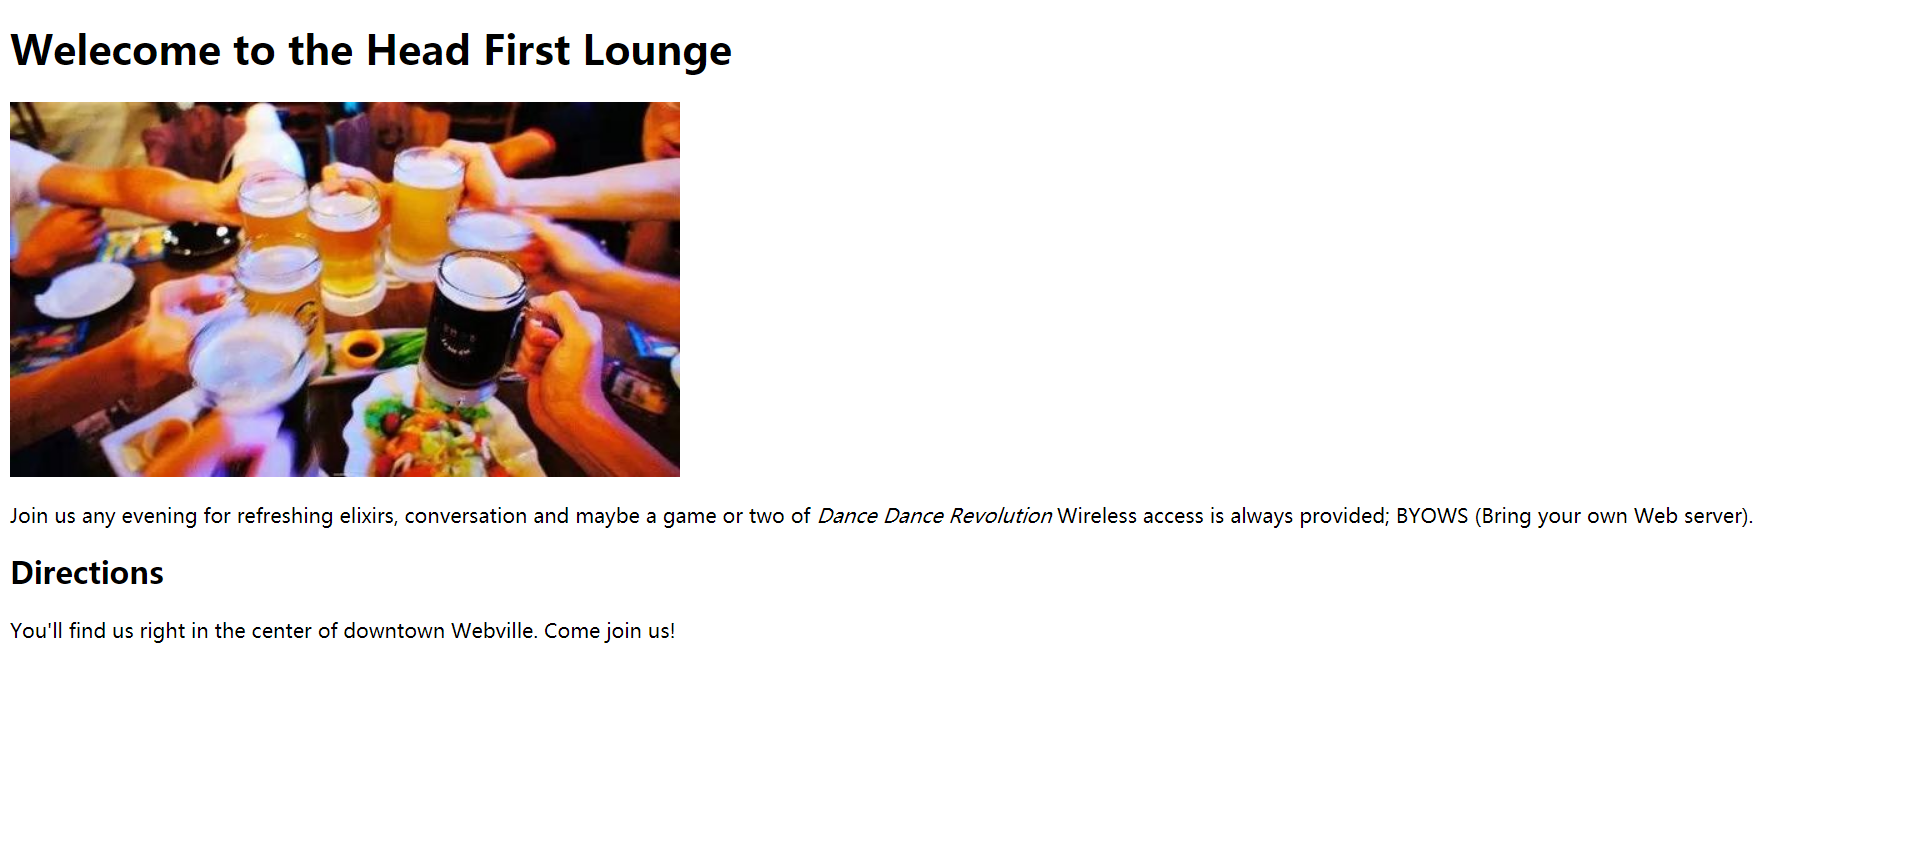 Welecome to the Head First Lounge
Join us any evening for refreshing elixirs, conversation and maybe a game or two of Dance Dance Revolution Wireless access is always provided; BYOWS (Bring your own Web server).
Directions
You'll find us right in the center of downtown Webville. Come join us!